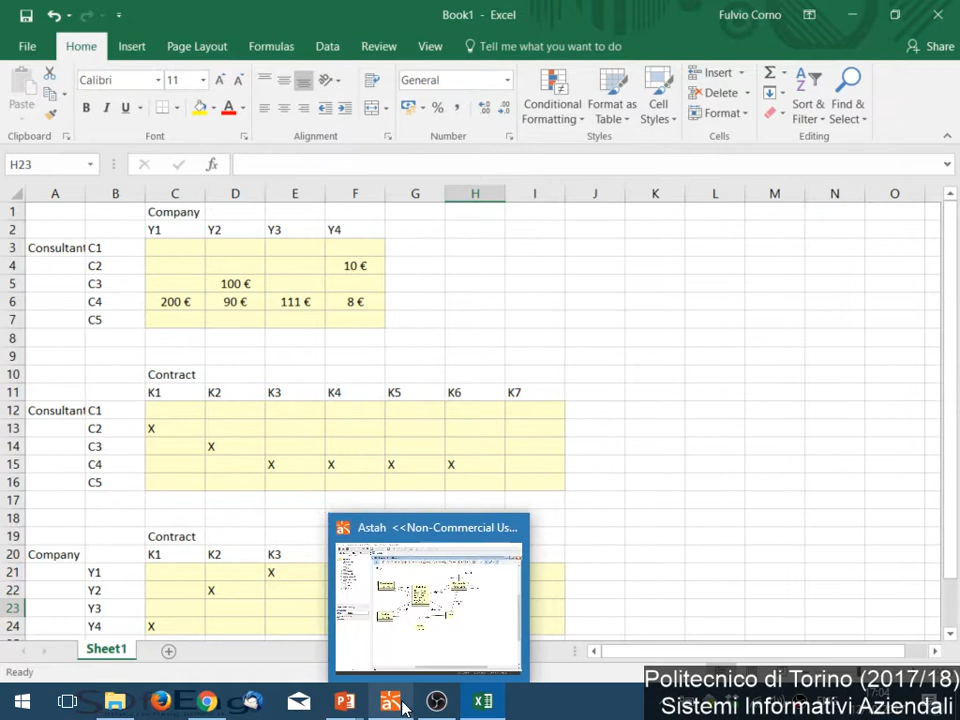 Book1 - Excel
Fulvio Corno
File Home Insert Page Layout Formulas Data Review View Tell me what you want to do Share
Paste
Calibri 11
General
B I U A
Conditional Formatting
Format as Table
Cell Styles
Insert
Delete
Format
Sort & Filter
Find & Select
Clipboard Font Alignment Number Styles Cells Editing
H23 fx
A B C D E F G H I J K L M N O
1 Company
2 Y1 Y2 Y3 Y4
3 Consultant C1
4 C2 10 €
5 C3 100 €
6 C4 200 € 90 € 111 € 8 €
7 C5
8
9
10 Contract
11 K1 K2 K3 K4 K5 K6 K7
12 Consultant C1
13 C2 X
14 C3 X
15 C4 X X X X
16 C5
17
18
19 Contract
20 Company K1 K2 K3
21 Y1 X
22 Y2 X
23 Y3
24 Y4 X
Astah <<Non-Commercial Us...
Sheet1
Ready
Politecnico di Torino (2017/18)
Sistemi Informativi Aziendali
17:04